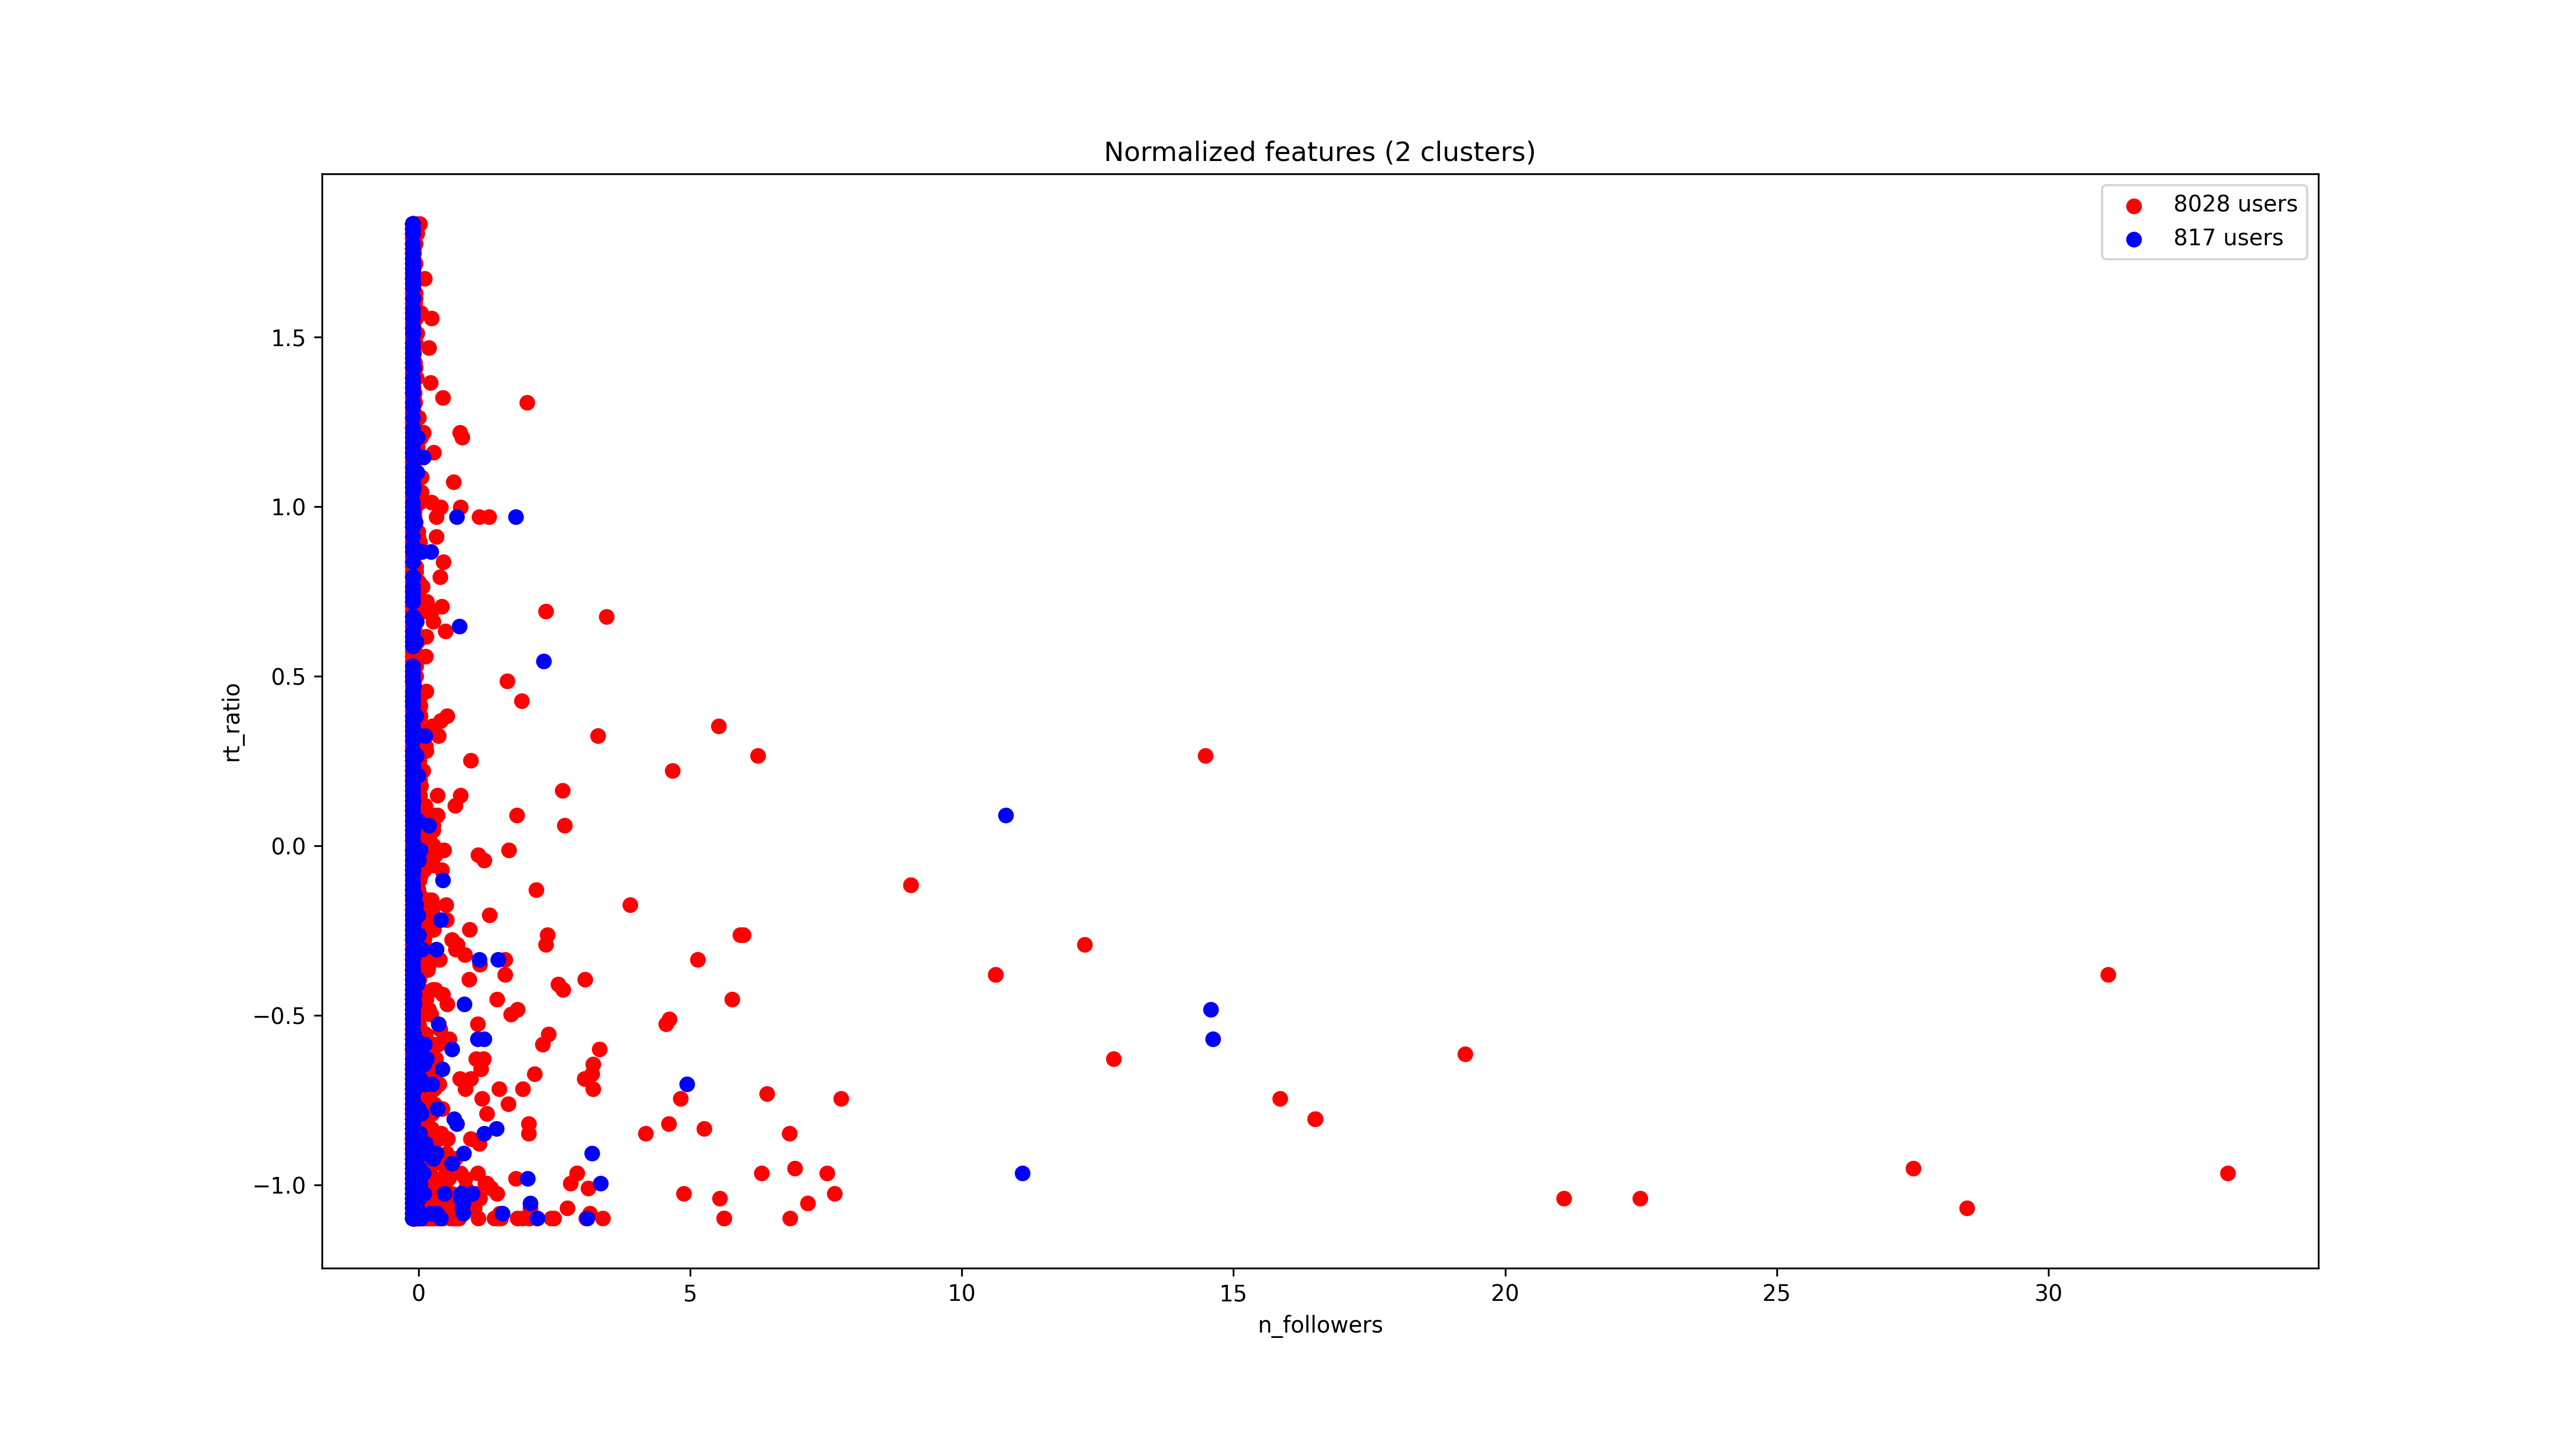 Normalized features (2 clusters)
8028 users
817 users
1.5
1.0
0.5
0.0
−0.5
−1.0
rt_ratio
0 5 10 15 20 25 30
n_followers